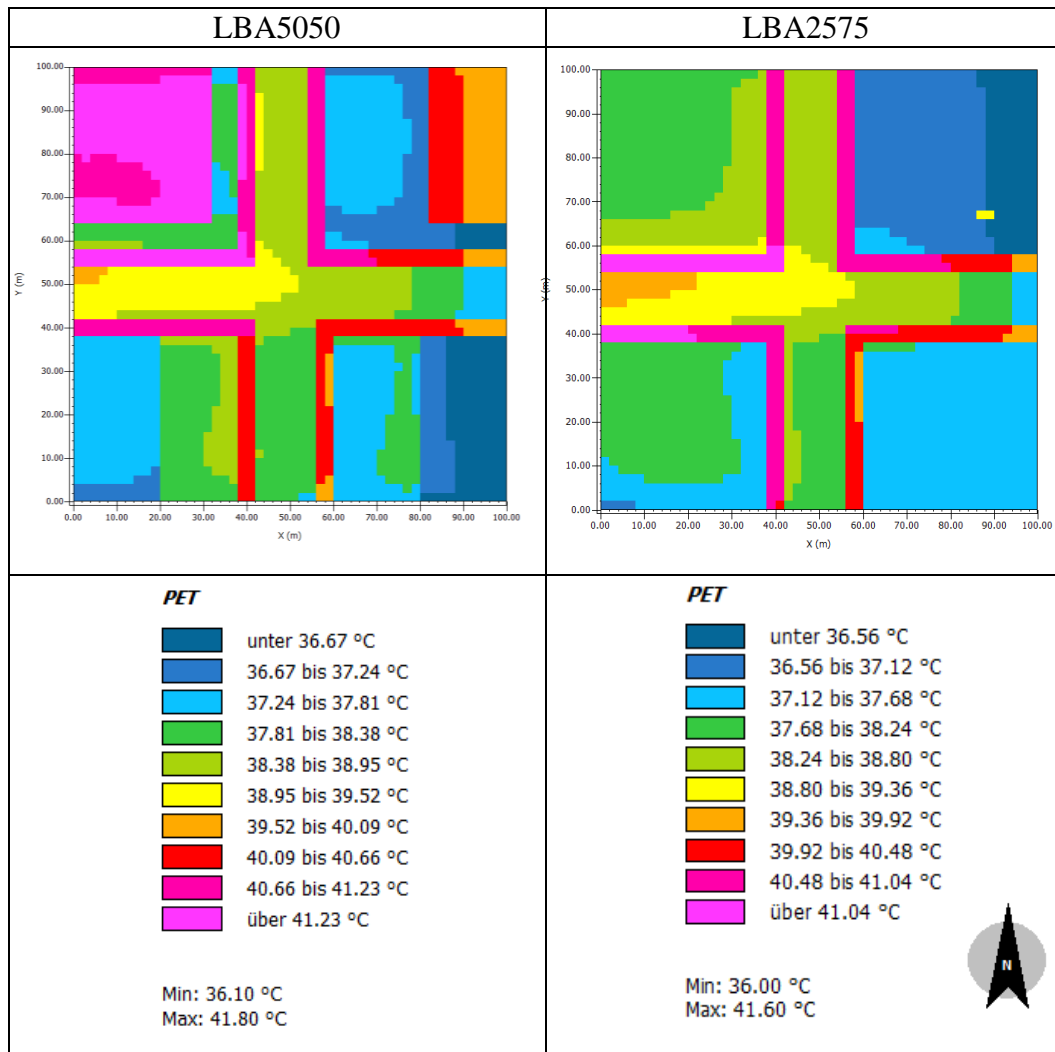 LBA5050
LBA2575
100.00
90.00
80.00
70.00
60.00
50.00
40.00
30.00
20.00
10.00
0.00
Y (m)
0.00 10.00 20.00 30.00 40.00 50.00 60.00 70.00 80.00 90.00 100.00
X (m)
100.00
90.00
80.00
70.00
60.00
50.00
40.00
30.00
20.00
10.00
0.00
Y (m)
0.00 10.00 20.00 30.00 40.00 50.00 60.00 70.00 80.00 90.00 100.00
X (m)
PET
unter 36.67 °C
36.67 bis 37.24 °C
37.24 bis 37.81 °C
37.81 bis 38.38 °C
38.38 bis 38.95 °C
38.95 bis 39.52 °C
39.52 bis 40.09 °C
40.09 bis 40.66 °C
40.66 bis 41.23 °C
über 41.23 °C
Min: 36.10 °C
Max: 41.80 °C
PET
unter 36.56 °C
36.56 bis 37.12 °C
37.12 bis 37.68 °C
37.68 bis 38.24 °C
38.24 bis 38.80 °C
38.80 bis 39.36 °C
39.36 bis 39.92 °C
39.92 bis 40.48 °C
40.48 bis 41.04 °C
über 41.04 °C
Min: 36.00 °C
Max: 41.60 °C
N